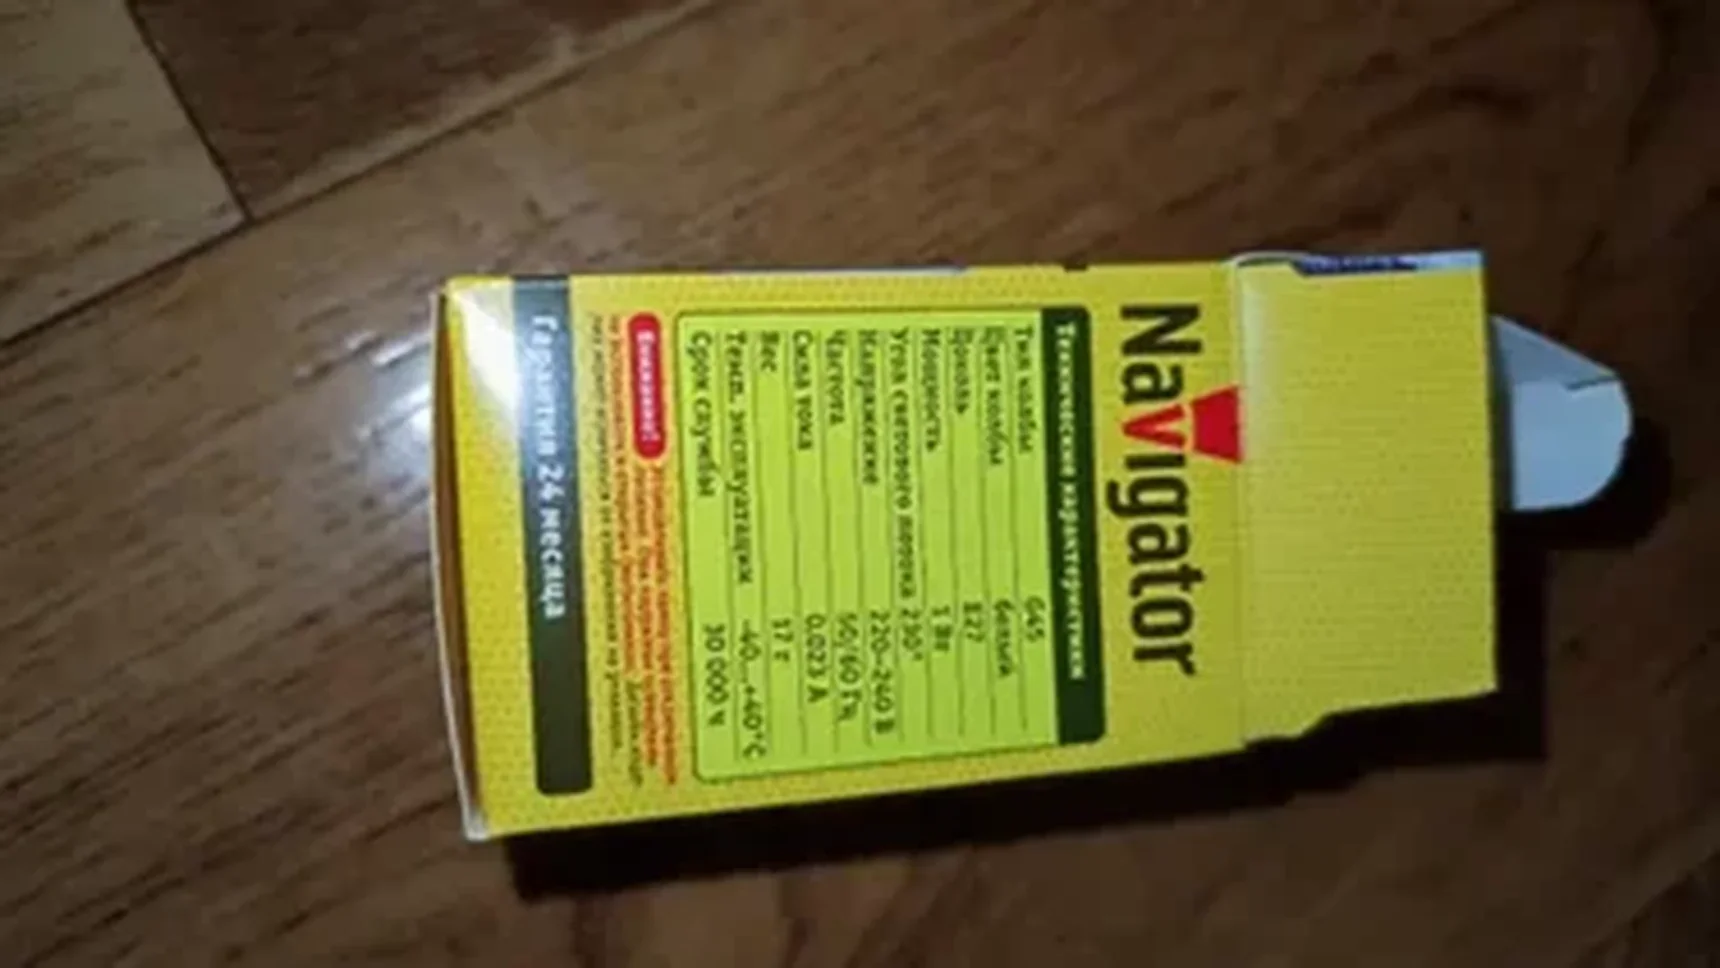 Navigator
Технические характеристики
Тип колбы G45
Цвет колбы белый
Цоколь E27
Мощность 1 Вт
Угол светового потока 230°
Напряжение 220–240 В
Частота 50/60 Гц
Сила тока 0.023 А
Вес 17 г
Темп. эксплуатации -40...+40°C
Срок службы 30 000 ч
Внимание!
Гарантия 24 месяца